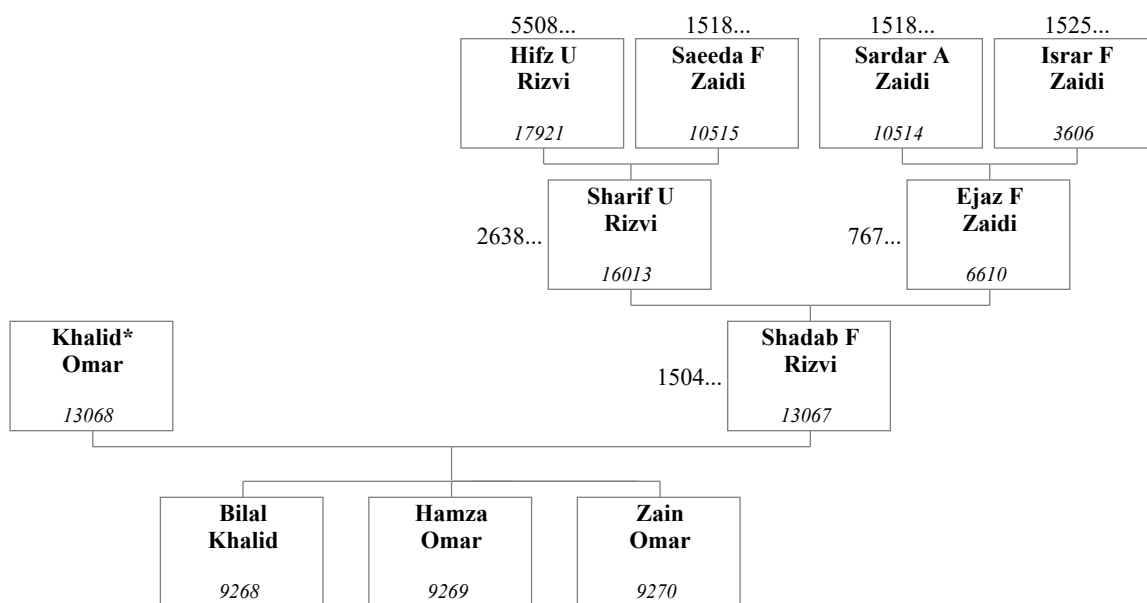 5508...
1518...
1518...
1525...
Hifz U
Rizvi
17921
Saeeda F
Zaidi
10515
Sardar A
Zaidi
10514
Israr F
Zaidi
3606
2638...
Sharif U
Rizvi
16013
767...
Ejaz F
Zaidi
6610
Khalid*
Omar
13068
1504...
Shadab F
Rizvi
13067
Bilal
Khalid
9268
Hamza
Omar
9269
Zain
Omar
9270